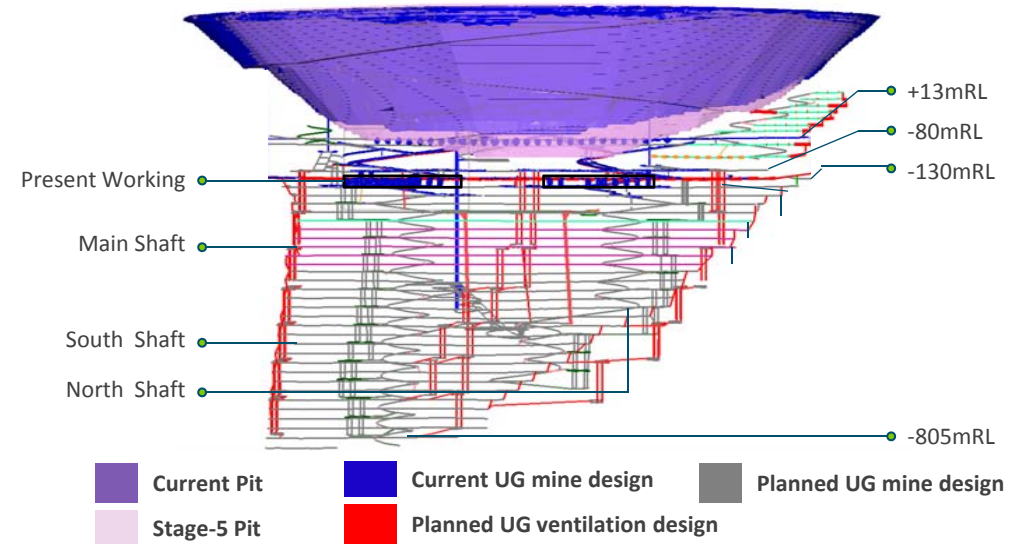 +13mRL
-80mRL
-130mRL
Present Working
Main Shaft
South Shaft
North Shaft
-805mRL
Current Pit
Current UG mine design
Planned UG mine design
Stage-5 Pit
Planned UG ventilation design